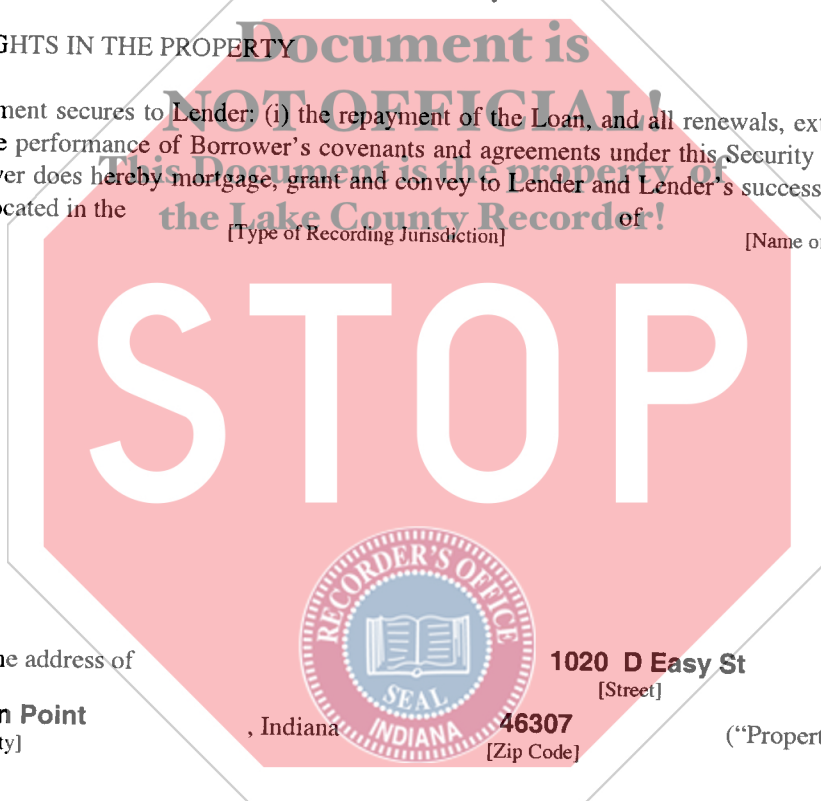 Document is
GHTS IN THE PROPERTY
NOT OFFICIAL!
ment secures to Lender: (i) the repayment of the Loan, and all renewals, ext
e performance of Borrower's covenants and agreements under this Security
This Document is the property of
ver does hereby mortgage, grant and convey to Lender and Lender's success
ocated in the of
the Lake County Recorder!
[Type of Recording Jurisdiction] [Name o
STOP
RECORDER'S OFFICE
SEAL
INDIANA
ne address of 1020 D Easy St
[Street]
n Point , Indiana 46307 ("Propert
ty] [Zip Code]